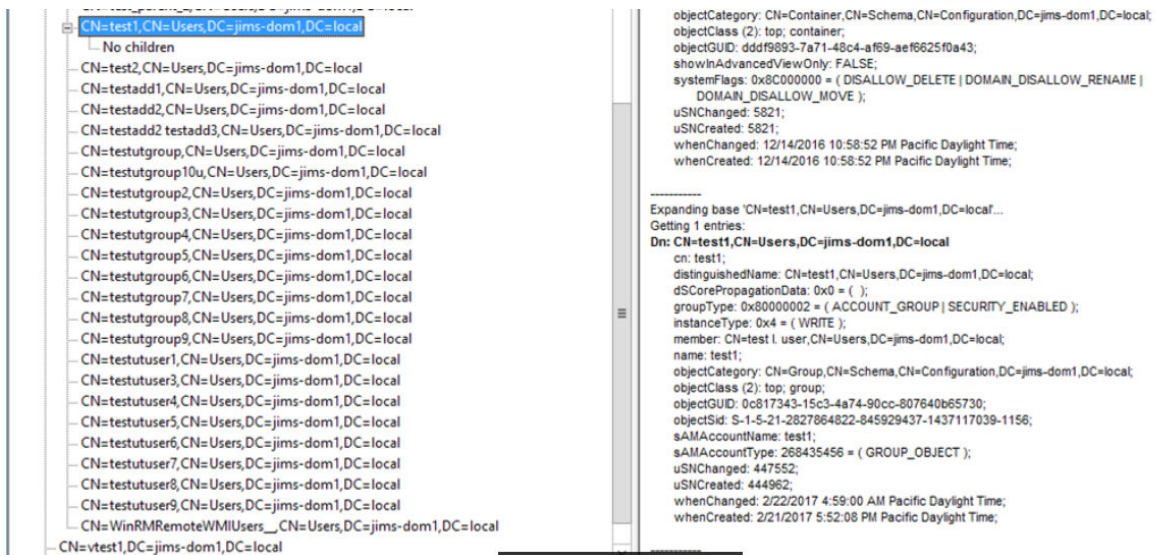 CN=test1,CN=Users,DC=jims-dom1,DC=local
No children
CN=test2,CN=Users,DC=jims-dom1,DC=local
CN=testadd1,CN=Users,DC=jims-dom1,DC=local
CN=testadd2,CN=Users,DC=jims-dom1,DC=local
CN=testadd2 testadd3,CN=Users,DC=jims-dom1,DC=local
CN=testutgroup,CN=Users,DC=jims-dom1,DC=local
CN=testutgroup10u,CN=Users,DC=jims-dom1,DC=local
CN=testutgroup2,CN=Users,DC=jims-dom1,DC=local
CN=testutgroup3,CN=Users,DC=jims-dom1,DC=local
CN=testutgroup4,CN=Users,DC=jims-dom1,DC=local
CN=testutgroup5,CN=Users,DC=jims-dom1,DC=local
CN=testutgroup6,CN=Users,DC=jims-dom1,DC=local
CN=testutgroup7,CN=Users,DC=jims-dom1,DC=local
CN=testutgroup8,CN=Users,DC=jims-dom1,DC=local
CN=testutgroup9,CN=Users,DC=jims-dom1,DC=local
CN=testutuser1,CN=Users,DC=jims-dom1,DC=local
CN=testutuser3,CN=Users,DC=jims-dom1,DC=local
CN=testutuser4,CN=Users,DC=jims-dom1,DC=local
CN=testutuser5,CN=Users,DC=jims-dom1,DC=local
CN=testutuser6,CN=Users,DC=jims-dom1,DC=local
CN=testutuser7,CN=Users,DC=jims-dom1,DC=local
CN=testutuser8,CN=Users,DC=jims-dom1,DC=local
CN=testutuser9,CN=Users,DC=jims-dom1,DC=local
CN=WinRMRemoteWMIUsers__,CN=Users,DC=jims-dom1,DC=local
CN=vtest1,DC=jims-dom1,DC=local
objectCategory: CN=Container,CN=Schema,CN=Configuration,DC=jims-dom1,DC=local;
objectClass (2): top; container;
objectGUID: dddf9893-7a71-48c4-af69-aef6625f0a43;
showInAdvancedViewOnly: FALSE;
systemFlags: 0x8C000000 = ( DISALLOW_DELETE | DOMAIN_DISALLOW_RENAME |
DOMAIN_DISALLOW_MOVE );
uSNChanged: 5821;
uSNCreated: 5821;
whenChanged: 12/14/2016 10:58:52 PM Pacific Daylight Time;
whenCreated: 12/14/2016 10:58:52 PM Pacific Daylight Time;
-----------
Expanding base 'CN=test1,CN=Users,DC=jims-dom1,DC=local'...
Getting 1 entries:
Dn: CN=test1,CN=Users,DC=jims-dom1,DC=local
cn: test1;
distinguishedName: CN=test1,CN=Users,DC=jims-dom1,DC=local;
dSCorePropagationData: 0x0 = ( );
groupType: 0x80000002 = ( ACCOUNT_GROUP | SECURITY_ENABLED );
instanceType: 0x4 = ( WRITE );
member: CN=test l. user,CN=Users,DC=jims-dom1,DC=local;
name: test1;
objectCategory: CN=Group,CN=Schema,CN=Configuration,DC=jims-dom1,DC=local;
objectClass (2): top; group;
objectGUID: 0c817343-15c3-4a74-90cc-807640b65730;
objectSid: S-1-5-21-2827864822-845929437-1437117039-1156;
sAMAccountName: test1;
sAMAccountType: 268435456 = ( GROUP_OBJECT );
uSNChanged: 447552;
uSNCreated: 444962;
whenChanged: 2/22/2017 4:59:00 AM Pacific Daylight Time;
whenCreated: 2/21/2017 5:52:08 PM Pacific Daylight Time;
-----------